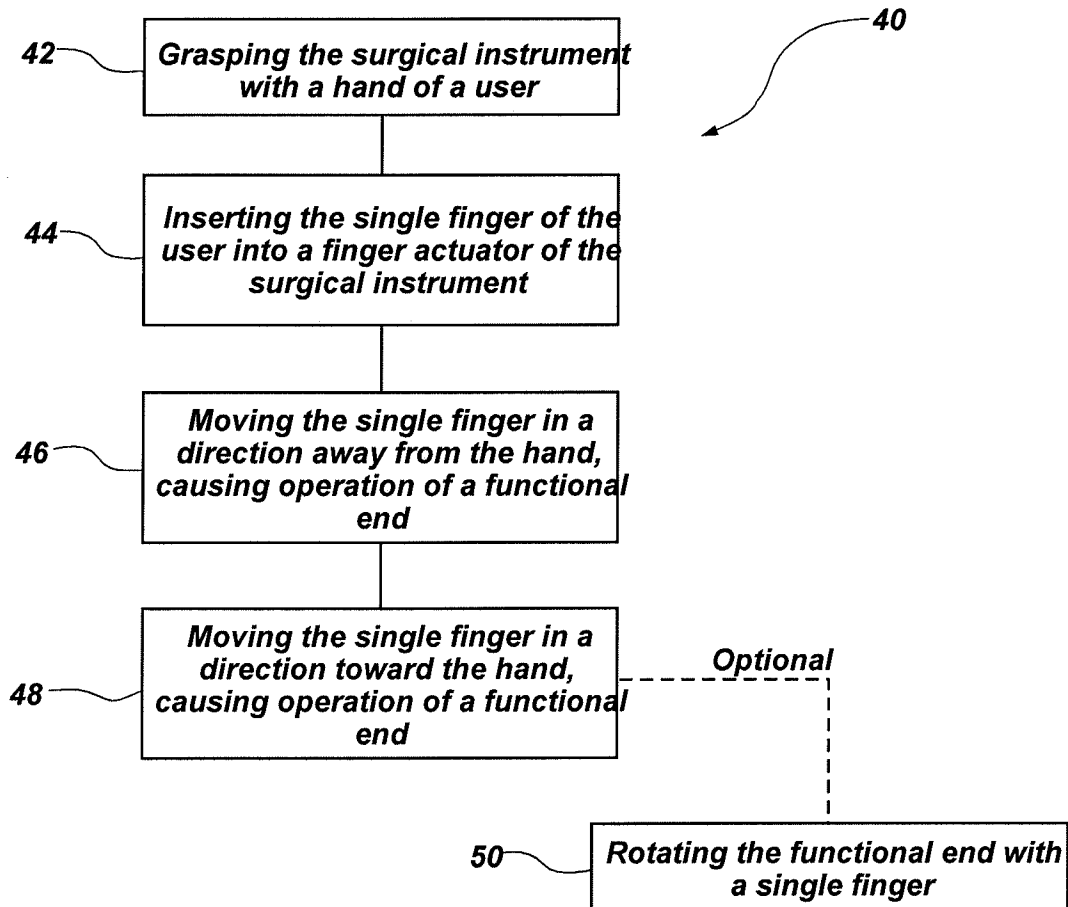 40
42
Grasping the surgical instrument
with a hand of a user
44
Inserting the single finger of the
user into a finger actuator of the
surgical instrument
46
Moving the single finger in a
direction away from the hand,
causing operation of a functional
end
48
Moving the single finger in a
direction toward the hand,
causing operation of a functional
end
Optional
50
Rotating the functional end with
a single finger